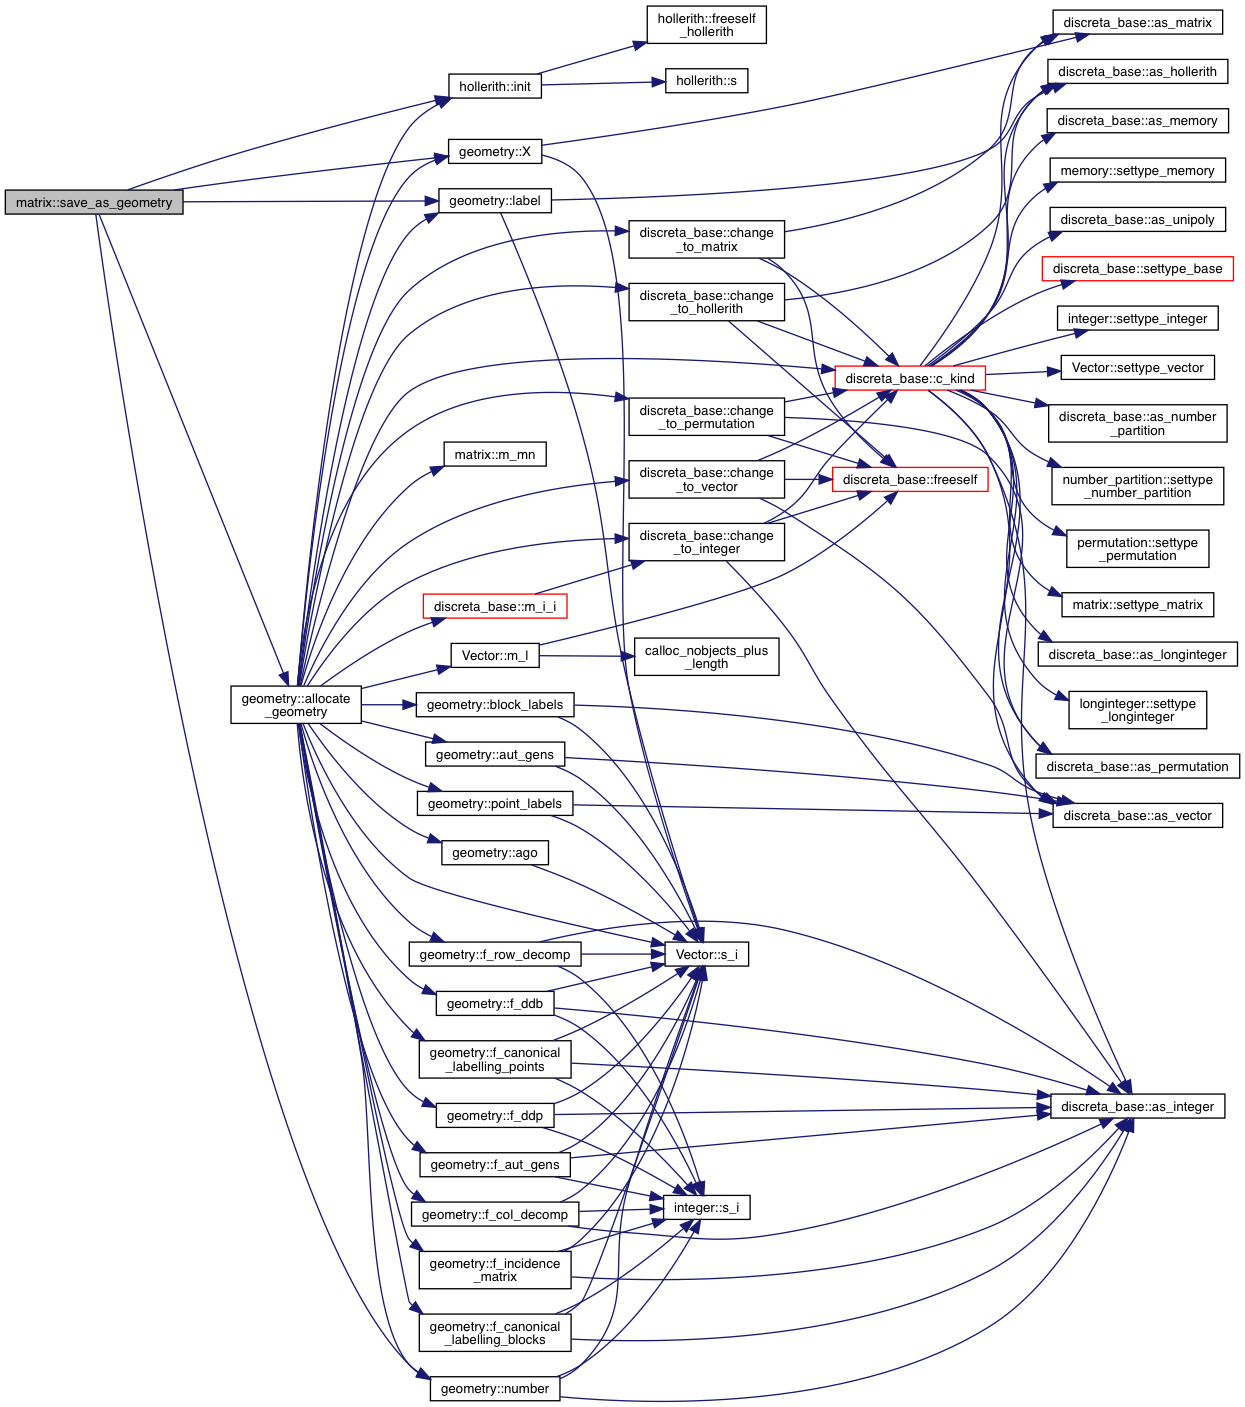 hollerith::freeself
_hollerith
hollerith::init
hollerith::s
geometry::X
matrix::save_as_geometry
geometry::label
discreta_base::change
_to_matrix
discreta_base::change
_to_hollerith
discreta_base::c_kind
discreta_base::change
_to_permutation
matrix::m_mn
discreta_base::change
_to_vector
discreta_base::freeself
discreta_base::change
_to_integer
discreta_base::m_i_i
Vector::m_l
calloc_nobjects_plus
_length
geometry::allocate
_geometry
geometry::block_labels
geometry::aut_gens
geometry::point_labels
geometry::ago
geometry::f_row_decomp
Vector::s_i
geometry::f_ddb
geometry::f_canonical
_labelling_points
geometry::f_ddp
geometry::f_aut_gens
geometry::f_col_decomp
integer::s_i
geometry::f_incidence
_matrix
geometry::f_canonical
_labelling_blocks
geometry::number
discreta_base::as_matrix
discreta_base::as_hollerith
discreta_base::as_memory
memory::settype_memory
discreta_base::as_unipoly
discreta_base::settype_base
integer::settype_integer
Vector::settype_vector
discreta_base::as_number
_partition
number_partition::settype
_number_partition
permutation::settype
_permutation
matrix::settype_matrix
discreta_base::as_longinteger
longinteger::settype
_longinteger
discreta_base::as_permutation
discreta_base::as_vector
discreta_base::as_integer